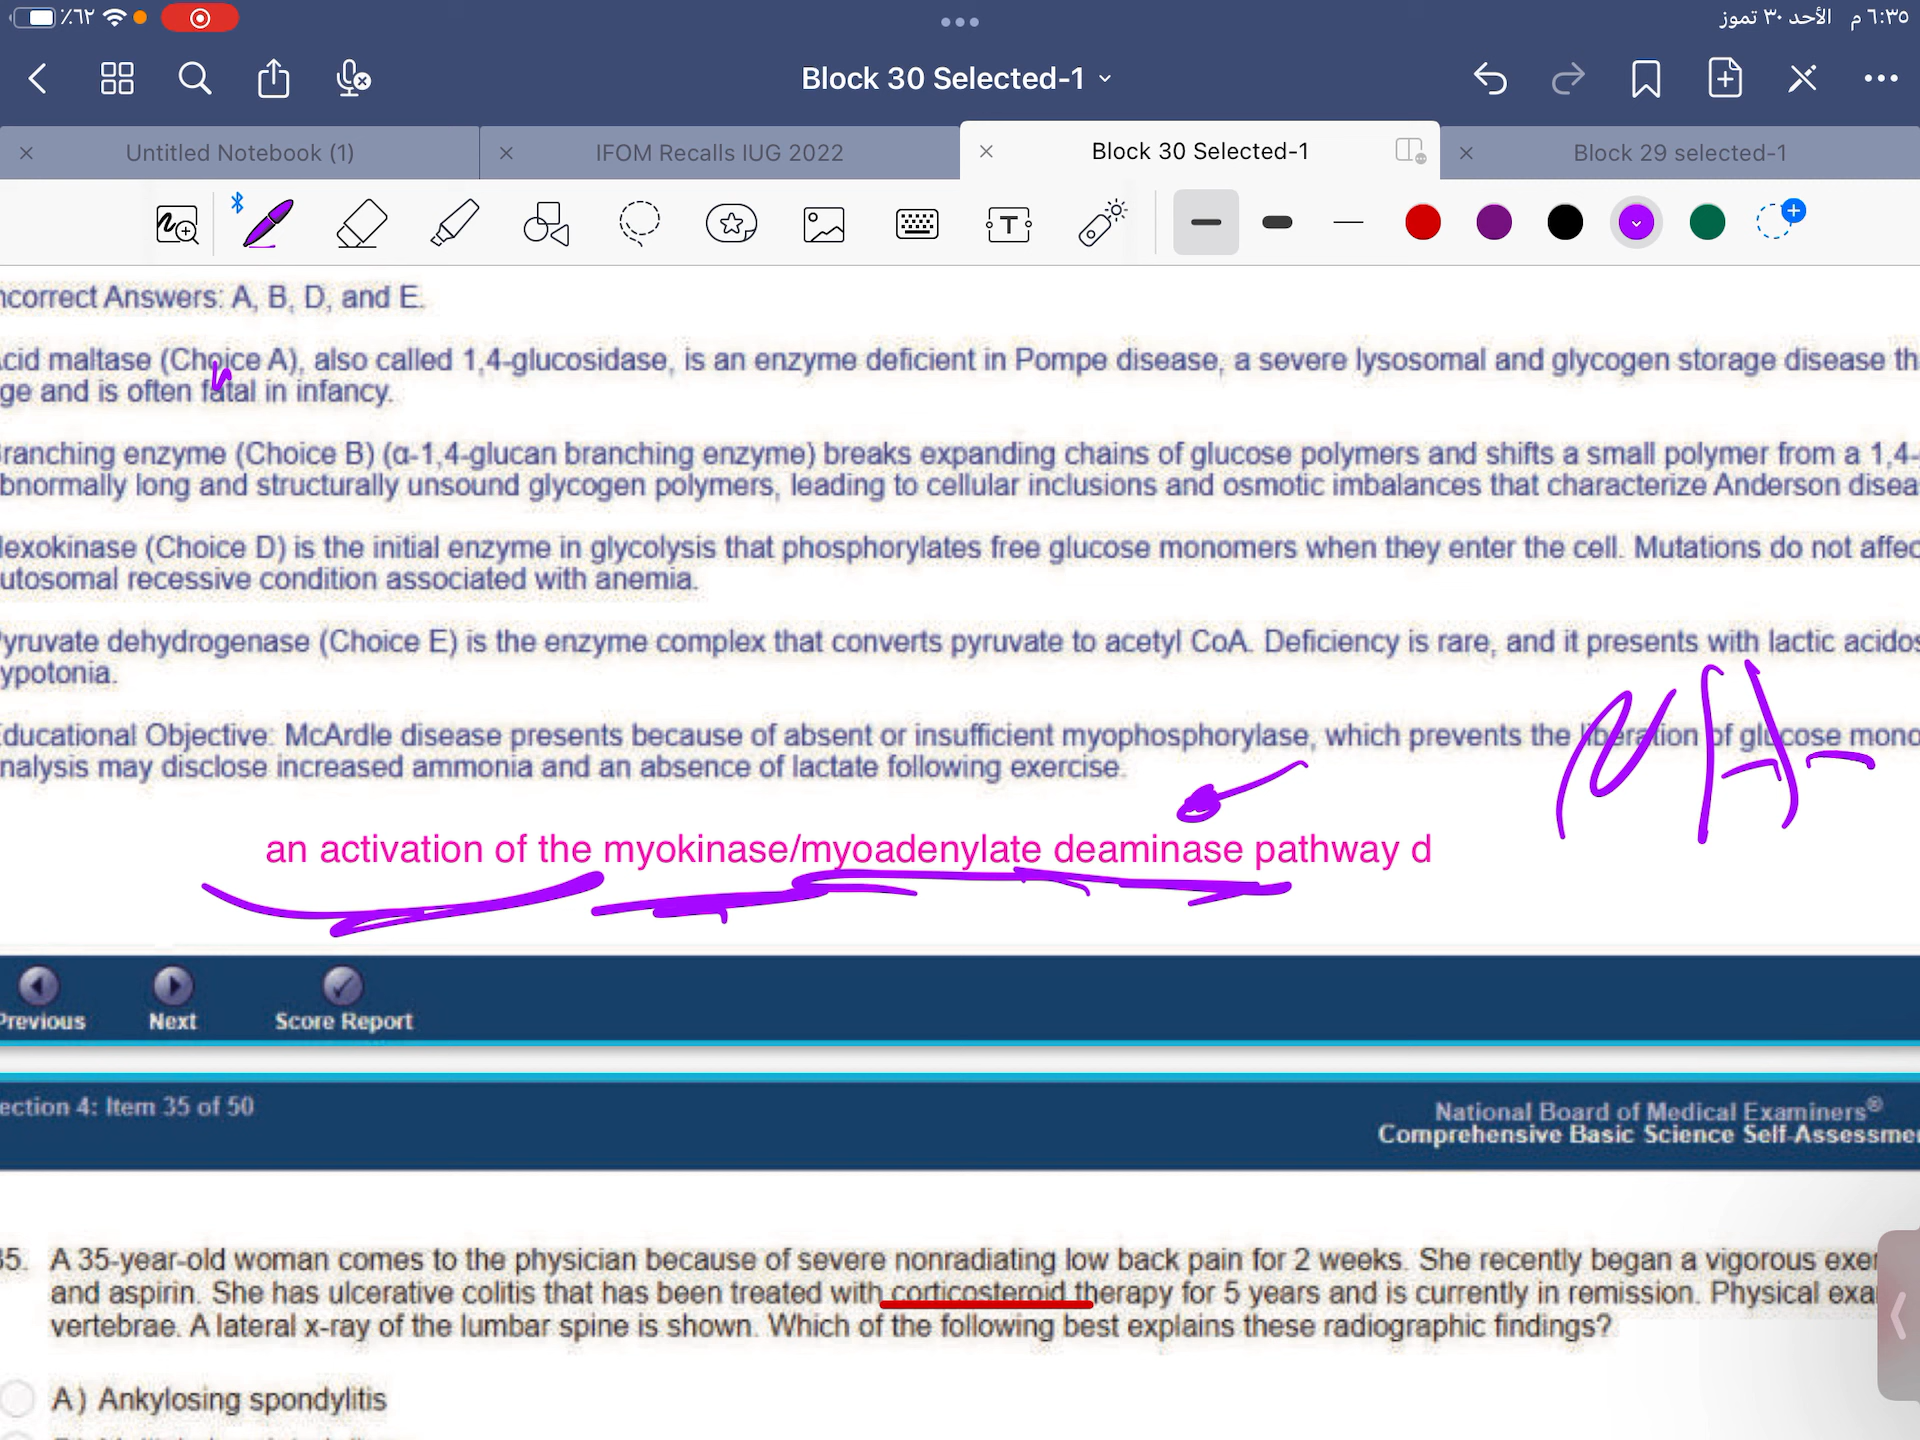 ٪٦٢
٦:٣٥ م الأحد ٣٠ تموز
Block 30 Selected-1
Untitled Notebook (1)
IFOM Recalls IUG 2022
Block 30 Selected-1
Block 29 selected-1
T
ncorrect Answers: A, B, D, and E.
cid maltase (Choice A), also called 1,4-glucosidase, is an enzyme deficient in Pompe disease, a severe lysosomal and glycogen storage disease th
ge and is often fatal in infancy.
ranching enzyme (Choice B) (α-1,4-glucan branching enzyme) breaks expanding chains of glucose polymers and shifts a small polymer from a 1,4-
bnormally long and structurally unsound glycogen polymers, leading to cellular inclusions and osmotic imbalances that characterize Anderson disea
lexokinase (Choice D) is the initial enzyme in glycolysis that phosphorylates free glucose monomers when they enter the cell. Mutations do not affec
utosomal recessive condition associated with anemia.
yruvate dehydrogenase (Choice E) is the enzyme complex that converts pyruvate to acetyl CoA. Deficiency is rare, and it presents with lactic acidos
ypotonia.
ducational Objective: McArdle disease presents because of absent or insufficient myophosphorylase, which prevents the liberation of glucose mono
nalysis may disclose increased ammonia and an absence of lactate following exercise.
an activation of the myokinase/myoadenylate deaminase pathway d
Previous
Next
Score Report
ection 4: Item 35 of 50
National Board of Medical Examiners®
Comprehensive Basic Science Self-Assessmen
35. A 35-year-old woman comes to the physician because of severe nonradiating low back pain for 2 weeks. She recently began a vigorous exer
and aspirin. She has ulcerative colitis that has been treated with corticosteroid therapy for 5 years and is currently in remission. Physical exa
vertebrae. A lateral x-ray of the lumbar spine is shown. Which of the following best explains these radiographic findings?
A) Ankylosing spondylitis